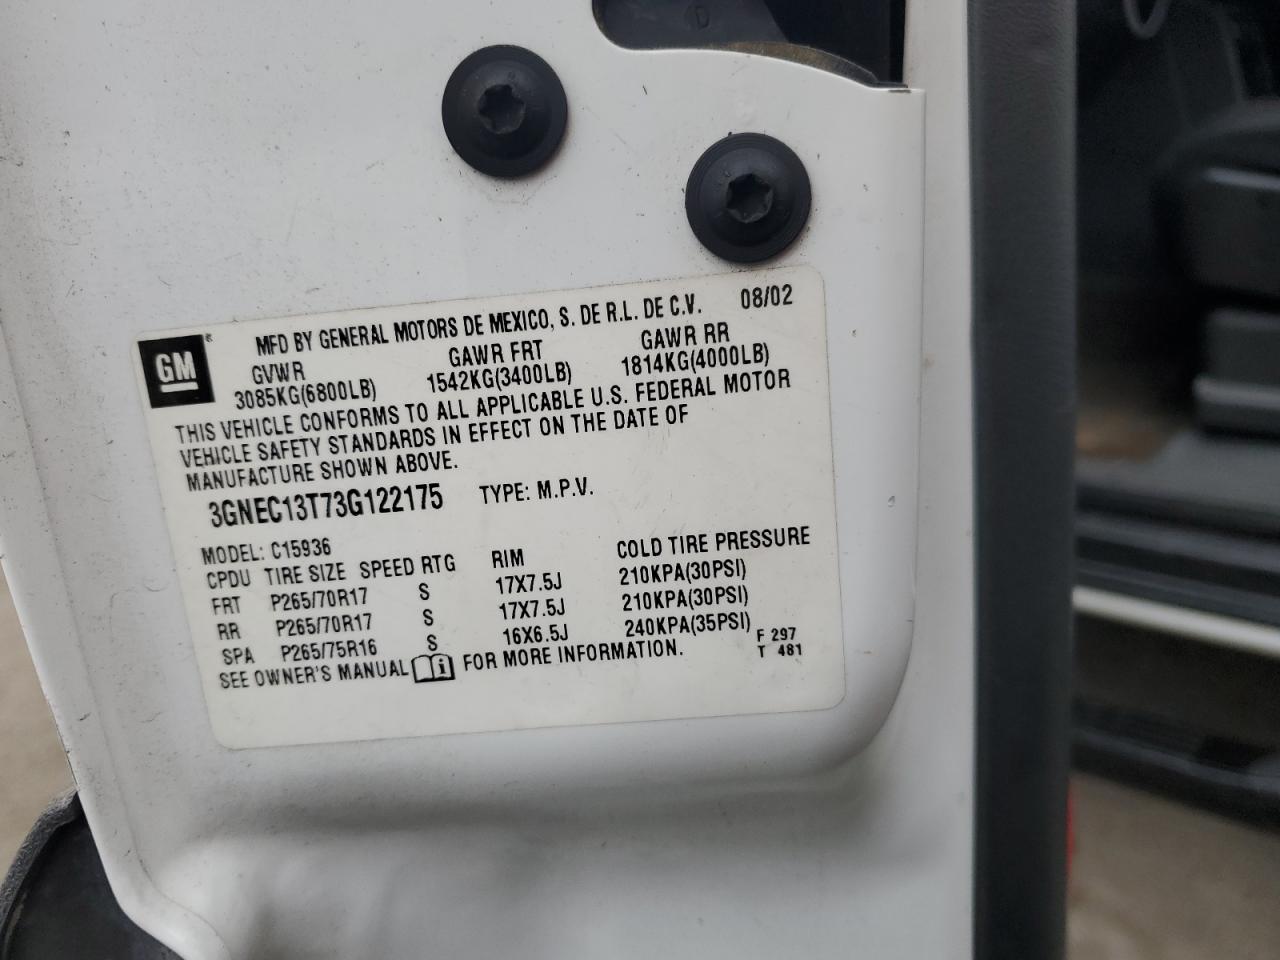 D
GM ®
MFD BY GENERAL MOTORS DE MEXICO, S. DE R.L. DE C.V. 08/02
GVWR GAWR FRT GAWR RR
3085KG(6800LB) 1542KG(3400LB) 1814KG(4000LB)
THIS VEHICLE CONFORMS TO ALL APPLICABLE U.S. FEDERAL MOTOR
VEHICLE SAFETY STANDARDS IN EFFECT ON THE DATE OF
MANUFACTURE SHOWN ABOVE.
3GNEC13T73G122175 TYPE: M.P.V.
MODEL: C15936
CPDU TIRE SIZE SPEED RTG RIM COLD TIRE PRESSURE
FRT P265/70R17 S 17X7.5J 210KPA(30PSI)
RR P265/70R17 S 17X7.5J 210KPA(30PSI)
SPA P265/75R16 S 16X6.5J 240KPA(35PSI)
SEE OWNER'S MANUAL i FOR MORE INFORMATION.
F 297
T 481